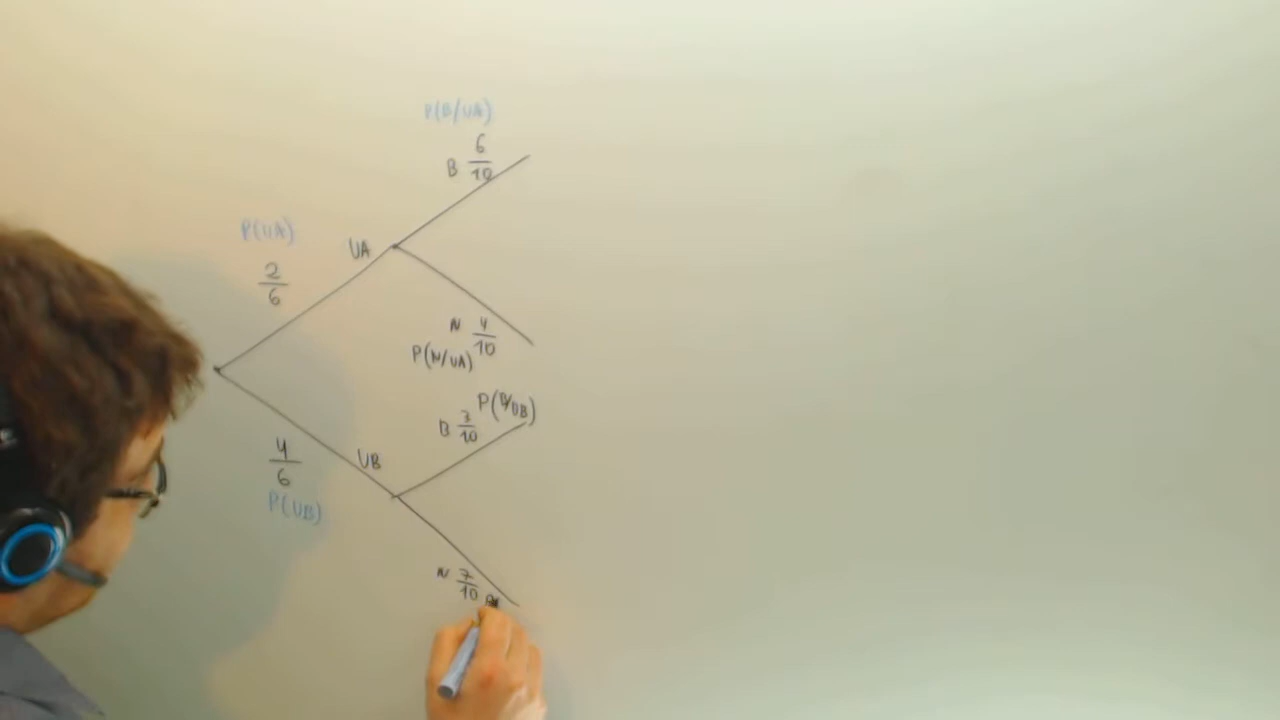 P(B/UA)
B 6/10
P(UA)
UA
2/6
N 4/10
P(N/UA)
P(B/UB)
B 3/10
4/6
UB
P(UB)
N 7/10